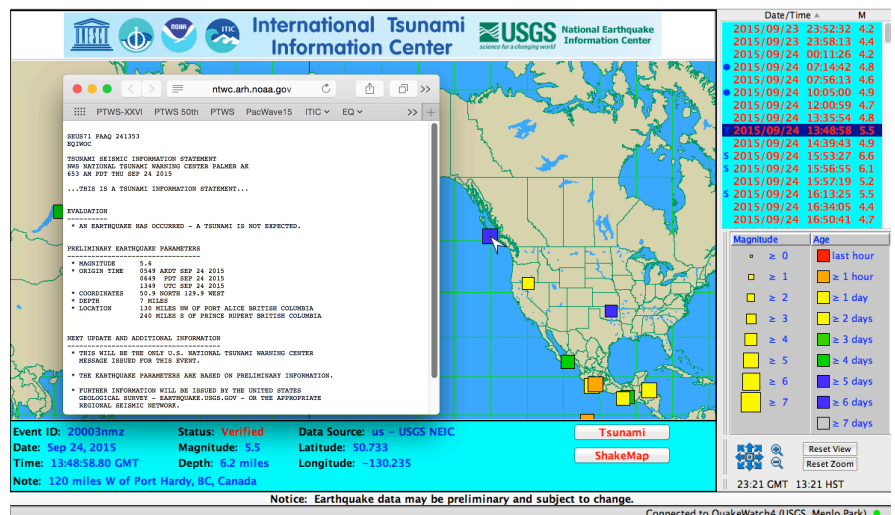 International Tsunami
Information Center
ITIC
NOAA
USGS
science for a changing world
National Earthquake
Information Center
ntwc.arh.noaa.gov
PTWS-XXVI PTWS 50th PTWS PacWave15 ITIC EQ >> +
SEUS71 PAAQ 241353
EQIWOC
TSUNAMI SEISMIC INFORMATION STATEMENT
NWS NATIONAL TSUNAMI WARNING CENTER PALMER AK
653 AM PDT THU SEP 24 2015
...THIS IS A TSUNAMI INFORMATION STATEMENT...
EVALUATION
----------
* AN EARTHQUAKE HAS OCCURRED - A TSUNAMI IS NOT EXPECTED.
PRELIMINARY EARTHQUAKE PARAMETERS
---------------------------------
* MAGNITUDE 5.6
* ORIGIN TIME 0549 AKDT SEP 24 2015
0649 PDT SEP 24 2015
1349 UTC SEP 24 2015
* COORDINATES 50.9 NORTH 129.9 WEST
* DEPTH 7 MILES
* LOCATION 130 MILES NW OF PORT ALICE BRITISH COLUMBIA
240 MILES S OF PRINCE RUPERT BRITISH COLUMBIA
NEXT UPDATE AND ADDITIONAL INFORMATION
--------------------------------------
* THIS WILL BE THE ONLY U.S. NATIONAL TSUNAMI WARNING CENTER
MESSAGE ISSUED FOR THIS EVENT.
* THE EARTHQUAKE PARAMETERS ARE BASED ON PRELIMINARY INFORMATION.
* FURTHER INFORMATION WILL BE ISSUED BY THE UNITED STATES
GEOLOGICAL SURVEY - EARTHQUAKE.USGS.GOV - OR THE APPROPRIATE
REGIONAL SEISMIC NETWORK.
Date/Time M
2015/09/23 23:52:32 4.2
2015/09/23 23:58:13 4.4
2015/09/24 00:11:26 4.2
2015/09/24 07:14:42 4.8
2015/09/24 07:56:13 4.6
2015/09/24 10:05:00 4.9
2015/09/24 12:00:59 4.7
2015/09/24 13:35:54 4.8
T 2015/09/24 13:48:58 5.5
2015/09/24 14:39:43 4.9
S 2015/09/24 15:53:27 6.6
S 2015/09/24 15:56:55 6.1
2015/09/24 15:57:19 5.2
S 2015/09/24 16:13:25 5.5
2015/09/24 16:34:05 4.4
2015/09/24 16:50:41 4.7
Magnitude Age
≥ 0 last hour
≥ 1 ≥ 1 hour
≥ 2 ≥ 1 day
≥ 3 ≥ 2 days
≥ 4 ≥ 3 days
≥ 5 ≥ 4 days
≥ 6 ≥ 5 days
≥ 7 ≥ 6 days
≥ 7 days
Reset View
Reset Zoom
23:21 GMT 13:21 HST
Event ID: 20003nmz Status: Verified Data Source: us - USGS NEIC Tsunami
Date: Sep 24, 2015 Magnitude: 5.5 Latitude: 50.733
Time: 13:48:58.80 GMT Depth: 6.2 miles Longitude: -130.235 ShakeMap
Note: 120 miles W of Port Hardy, BC, Canada
Notice: Earthquake data may be preliminary and subject to change.
Connected to QuakeWatch4 (USGS, Menlo Park)